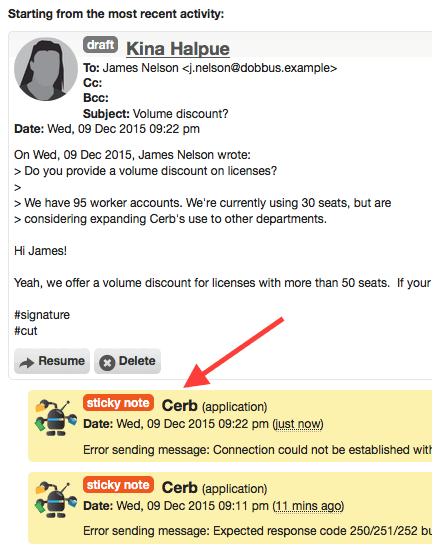 Starting from the most recent activity:
draft Kina Halpue
To: James Nelson <j.nelson@dobbus.example>
Cc:
Bcc:
Subject: Volume discount?
Date: Wed, 09 Dec 2015 09:22 pm
On Wed, 09 Dec 2015, James Nelson wrote:
> Do you provide a volume discount on licenses?
>
> We have 95 worker accounts. We're currently using 30 seats, but are
> considering expanding Cerb's use to other departments.
Hi James!
Yeah, we offer a volume discount for licenses with more than 50 seats. If your
#signature
#cut
Resume Delete
sticky note Cerb (application)
Date: Wed, 09 Dec 2015 09:22 pm (just now)
Error sending message: Connection could not be established with
sticky note Cerb (application)
Date: Wed, 09 Dec 2015 09:11 pm (11 mins ago)
Error sending message: Expected response code 250/251/252 bu